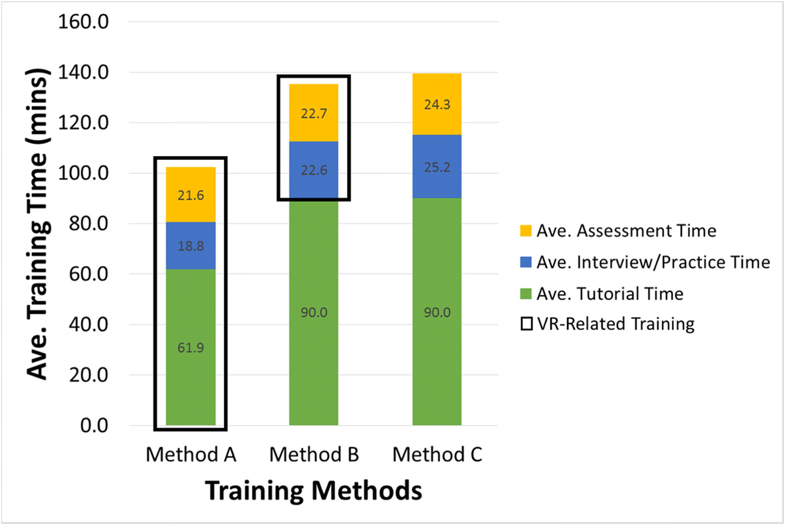 160.0
140.0
120.0
100.0
80.0
60.0
40.0
20.0
0.0
Ave. Training Time (mins)
21.6
18.8
61.9
22.7
22.6
90.0
24.3
25.2
90.0
Method A
Method B
Method C
Training Methods
Ave. Assessment Time
Ave. Interview/Practice Time
Ave. Tutorial Time
VR-Related Training